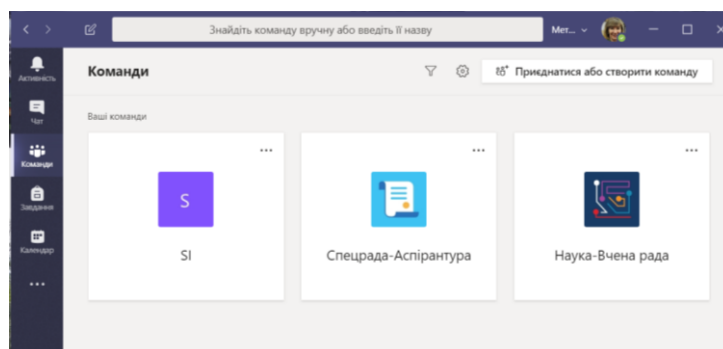 Знайдіть команду вручну або введіть її назву
Мет...
Активність
Чат
Команди
Завдання
Календар
Команди
Приєднатися або створити команду
Ваші команди
S
SI
Спецрада-Аспірантура
Наука-Вчена рада